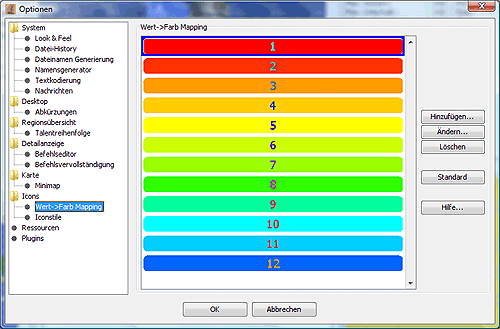 Optionen
System
Look & Feel
Datei-History
Dateinamen Generierung
Namensgenerator
Textkodierung
Nachrichten
Desktop
Abkürzungen
Regionsübersicht
Talentreihenfolge
Detailanzeige
Befehlseditor
Befehlsvervollständigung
Karte
Minimap
Icons
Wert->Farb Mapping
Iconstile
Ressourcen
Plugins
Wert->Farb Mapping
1
2
3
4
5
6
7
8
9
10
11
12
Hinzufügen...
Ändern...
Löschen
Standard
Hilfe...
OK
Abbrechen